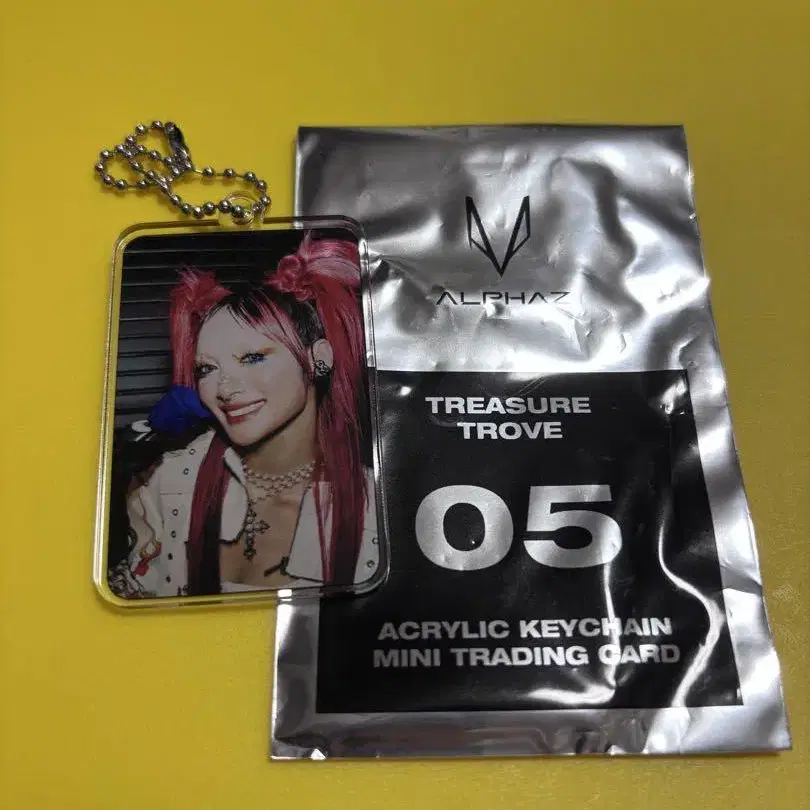 ALPHAZ
TREASURE
TROVE
05
ACRYLIC KEYCHAIN
MINI TRADING CARD